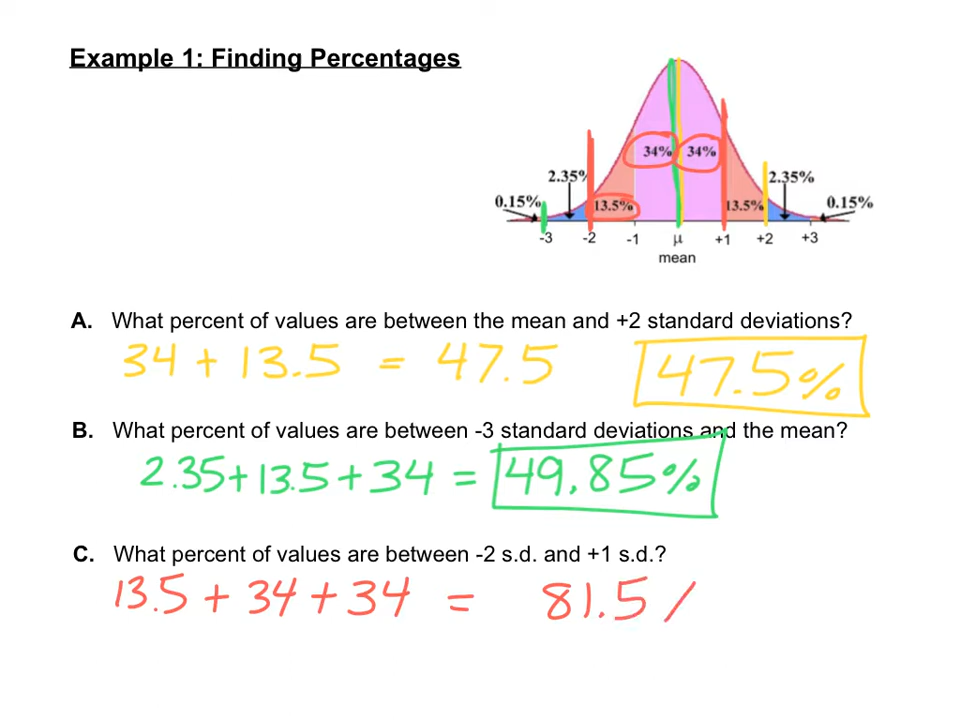 Example 1: Finding Percentages
34% 34%
2.35% 2.35%
0.15% 13.5% 13.5% 0.15%
-3 -2 -1 μ +1 +2 +3
mean
A. What percent of values are between the mean and +2 standard deviations?
34 + 13.5 = 47.5 47.5%
B. What percent of values are between -3 standard deviations and the mean?
2.35+13.5+34 = 49.85%
C. What percent of values are between -2 s.d. and +1 s.d.?
13.5 + 34 + 34 = 81.5 /